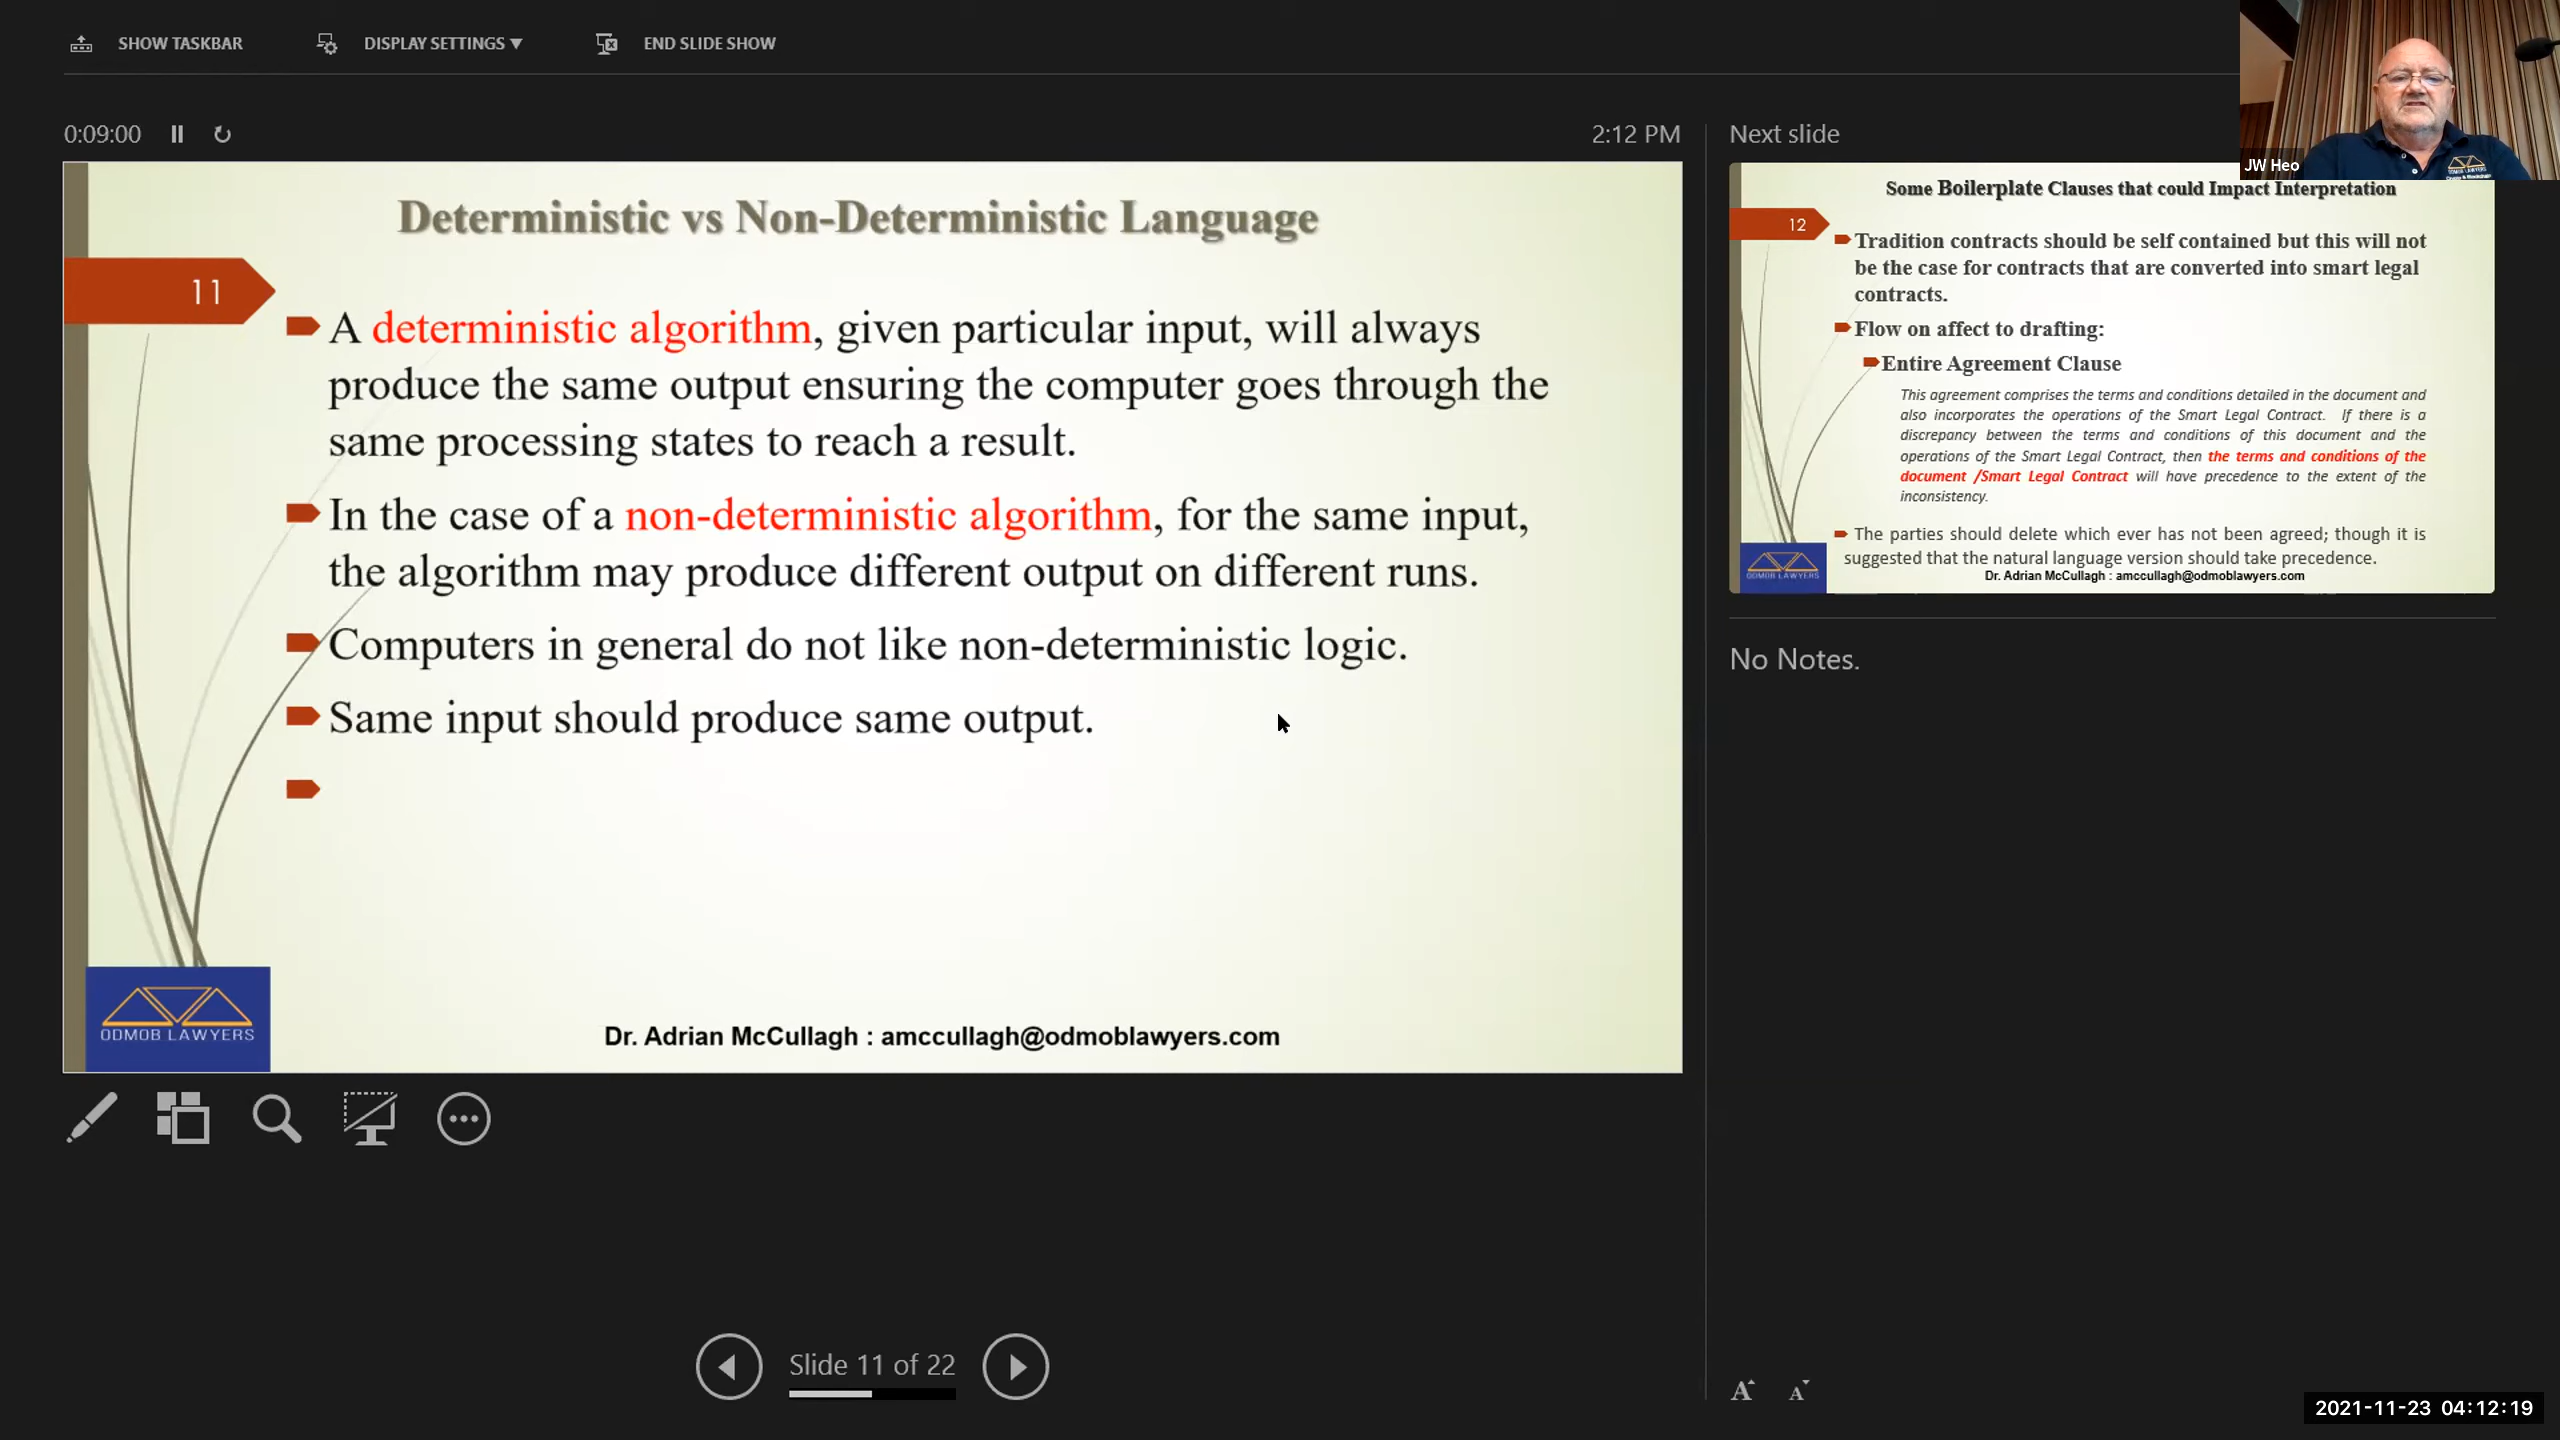 SHOW TASKBAR
DISPLAY SETTINGS ▼
END SLIDE SHOW
0:09:00
2:12 PM
Deterministic vs Non-Deterministic Language
11
A deterministic algorithm, given particular input, will always
produce the same output ensuring the computer goes through the
same processing states to reach a result.
In the case of a non-deterministic algorithm, for the same input,
the algorithm may produce different output on different runs.
Computers in general do not like non-deterministic logic.
Same input should produce same output.
ODMOB LAWYERS
Dr. Adrian McCullagh : amccullagh@odmoblawyers.com
Slide 11 of 22
Next slide
JW Heo
Some Boilerplate Clauses that could Impact Interpretation
12
Tradition contracts should be self contained but this will not
be the case for contracts that are converted into smart legal
contracts.
Flow on affect to drafting:
Entire Agreement Clause
This agreement comprises the terms and conditions detailed in the document and
also incorporates the operations of the Smart Legal Contract. If there is a
discrepancy between the terms and conditions of this document and the
operations of the Smart Legal Contract, then the terms and conditions of the
document /Smart Legal Contract will have precedence to the extent of the
inconsistency.
The parties should delete which ever has not been agreed; though it is
suggested that the natural language version should take precedence.
ODMOB LAWYERS
Dr. Adrian McCullagh : amccullagh@odmoblawyers.com
No Notes.
A A
2021-11-23 04:12:19